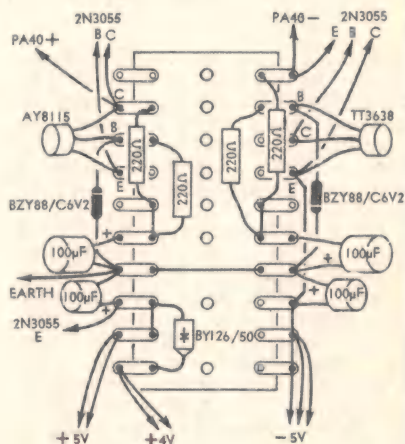 2N3055
B C
PA40+
PA40-
2N3055
E B C
C
B
AY8115
B
220Ω
220Ω
220Ω
220Ω
C
TT3638
E
E
BZY88/C6V2
BZY88/C6V2
+
100µF
100µF
+
EARTH
100µF
100µF
+
+
2N3055
E
BY126/50
+5V
+4V
-5V